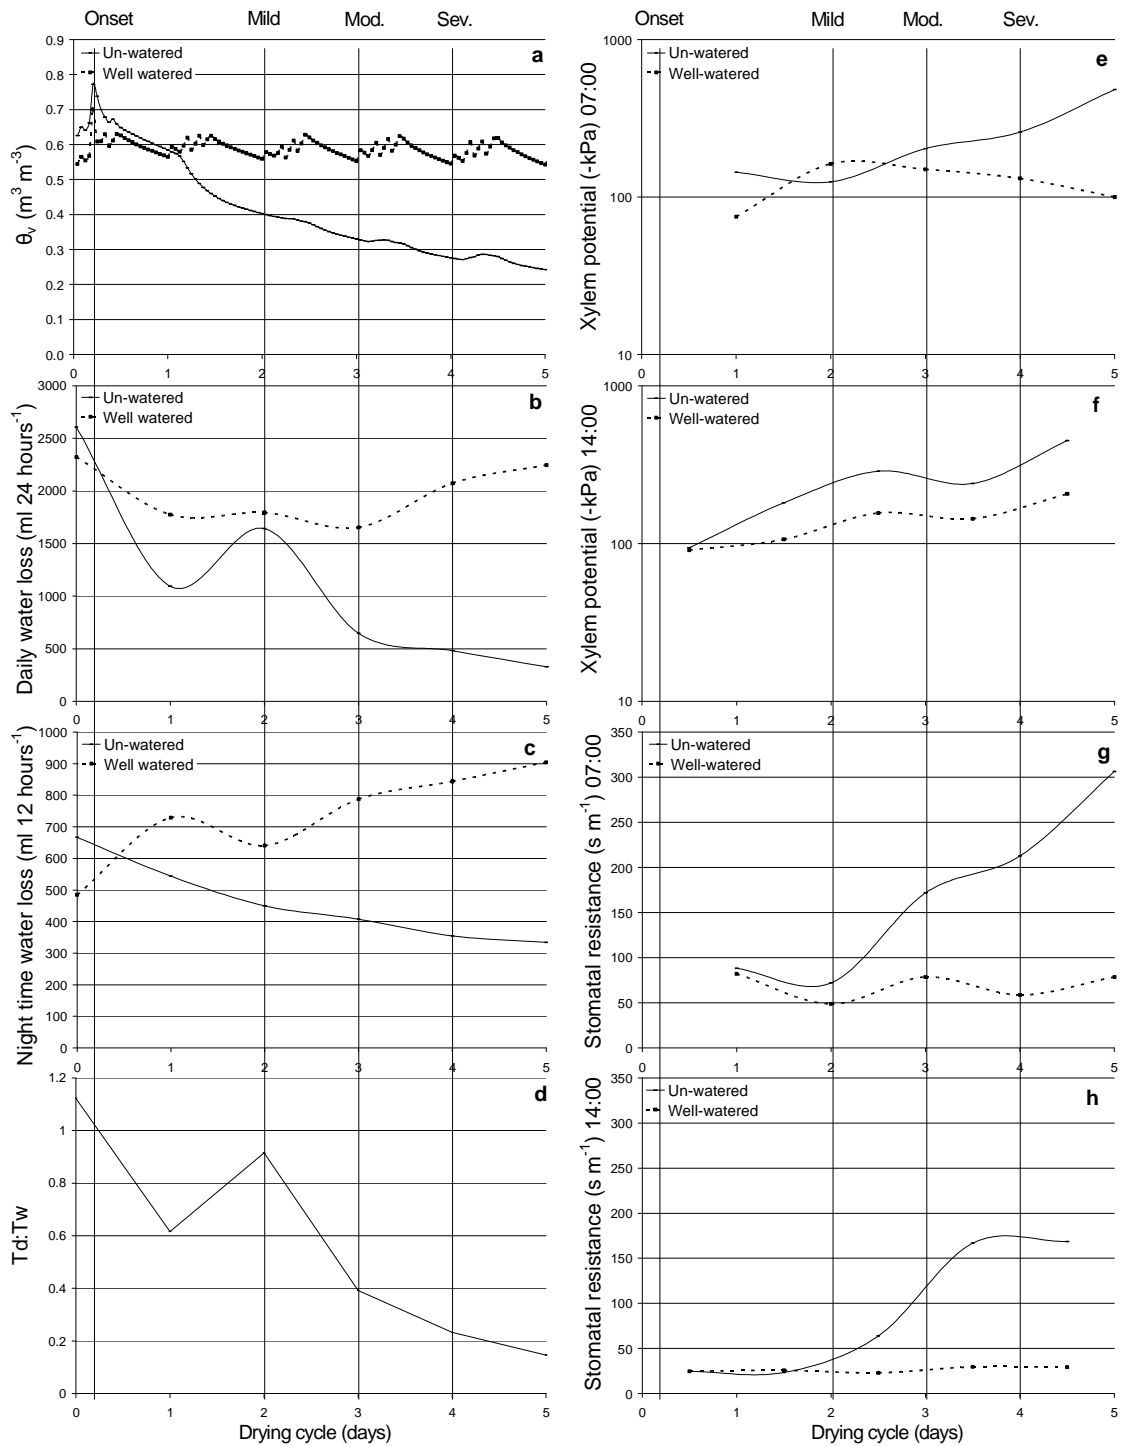 Onset Mild Mod. Sev.
0.9
0.8
0.7
0.6
0.5
0.4
0.3
0.2
0.1
0.0
θv (m3 m-3)
Un-watered
Well watered
a
0 1 2 3 4 5
3000
2500
2000
1500
1000
500
0
Daily water loss (ml 24 hours-1)
Un-watered
Well watered
b
0 1 2 3 4 5
1000
900
800
700
600
500
400
300
200
100
0
Night time water loss (ml 12 hours-1)
Un-watered
Well watered
c
0 1 2 3 4 5
1.2
1
0.8
0.6
0.4
0.2
0
Td:Tw
d
0 1 2 3 4 5
Drying cycle (days)
Onset Mild Mod. Sev.
1000
100
10
Xylem potential (-kPa) 07:00
Un-watered
Well-watered
e
0 1 2 3 4 5
1000
100
10
Xylem potential (-kPa) 14:00
Un-watered
Well-watered
f
0 1 2 3 4 5
350
300
250
200
150
100
50
0
Stomatal resistance (s m-1) 07:00
Un-watered
Well-watered
g
0 1 2 3 4 5
350
300
250
200
150
100
50
0
Stomatal resistance (s m-1) 14:00
Un-watered
Well-watered
h
0 1 2 3 4 5
Drying cycle (days)